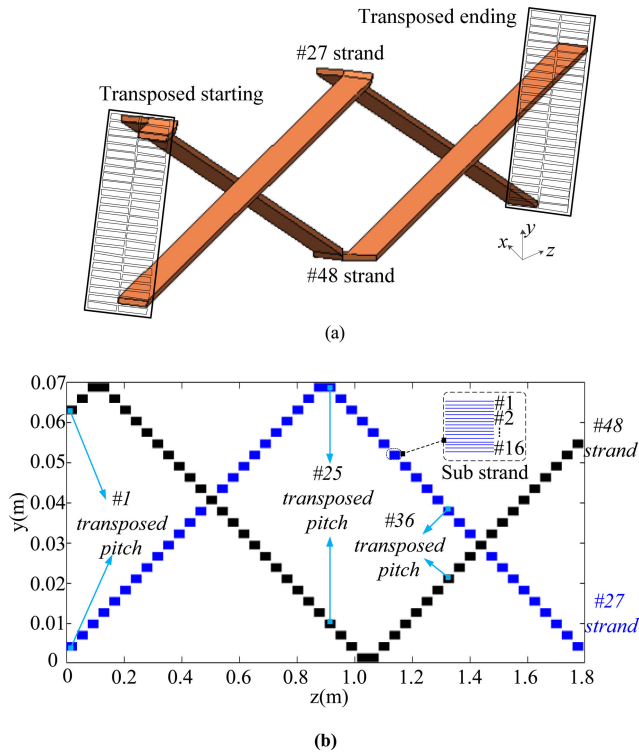 Transposed ending
#27 strand
Transposed starting
#48 strand
x
y
z
(a)
0.07
0.06
0.05
0.04
0.03
0.02
0.01
0
y(m)
#1
#2
#16
Sub strand
#48
strand
#1
transposed
pitch
#25
transposed
pitch
#36
transposed
pitch
#27
strand
0 0.2 0.4 0.6 0.8 1.0 1.2 1.4 1.6 1.8
z(m)
(b)